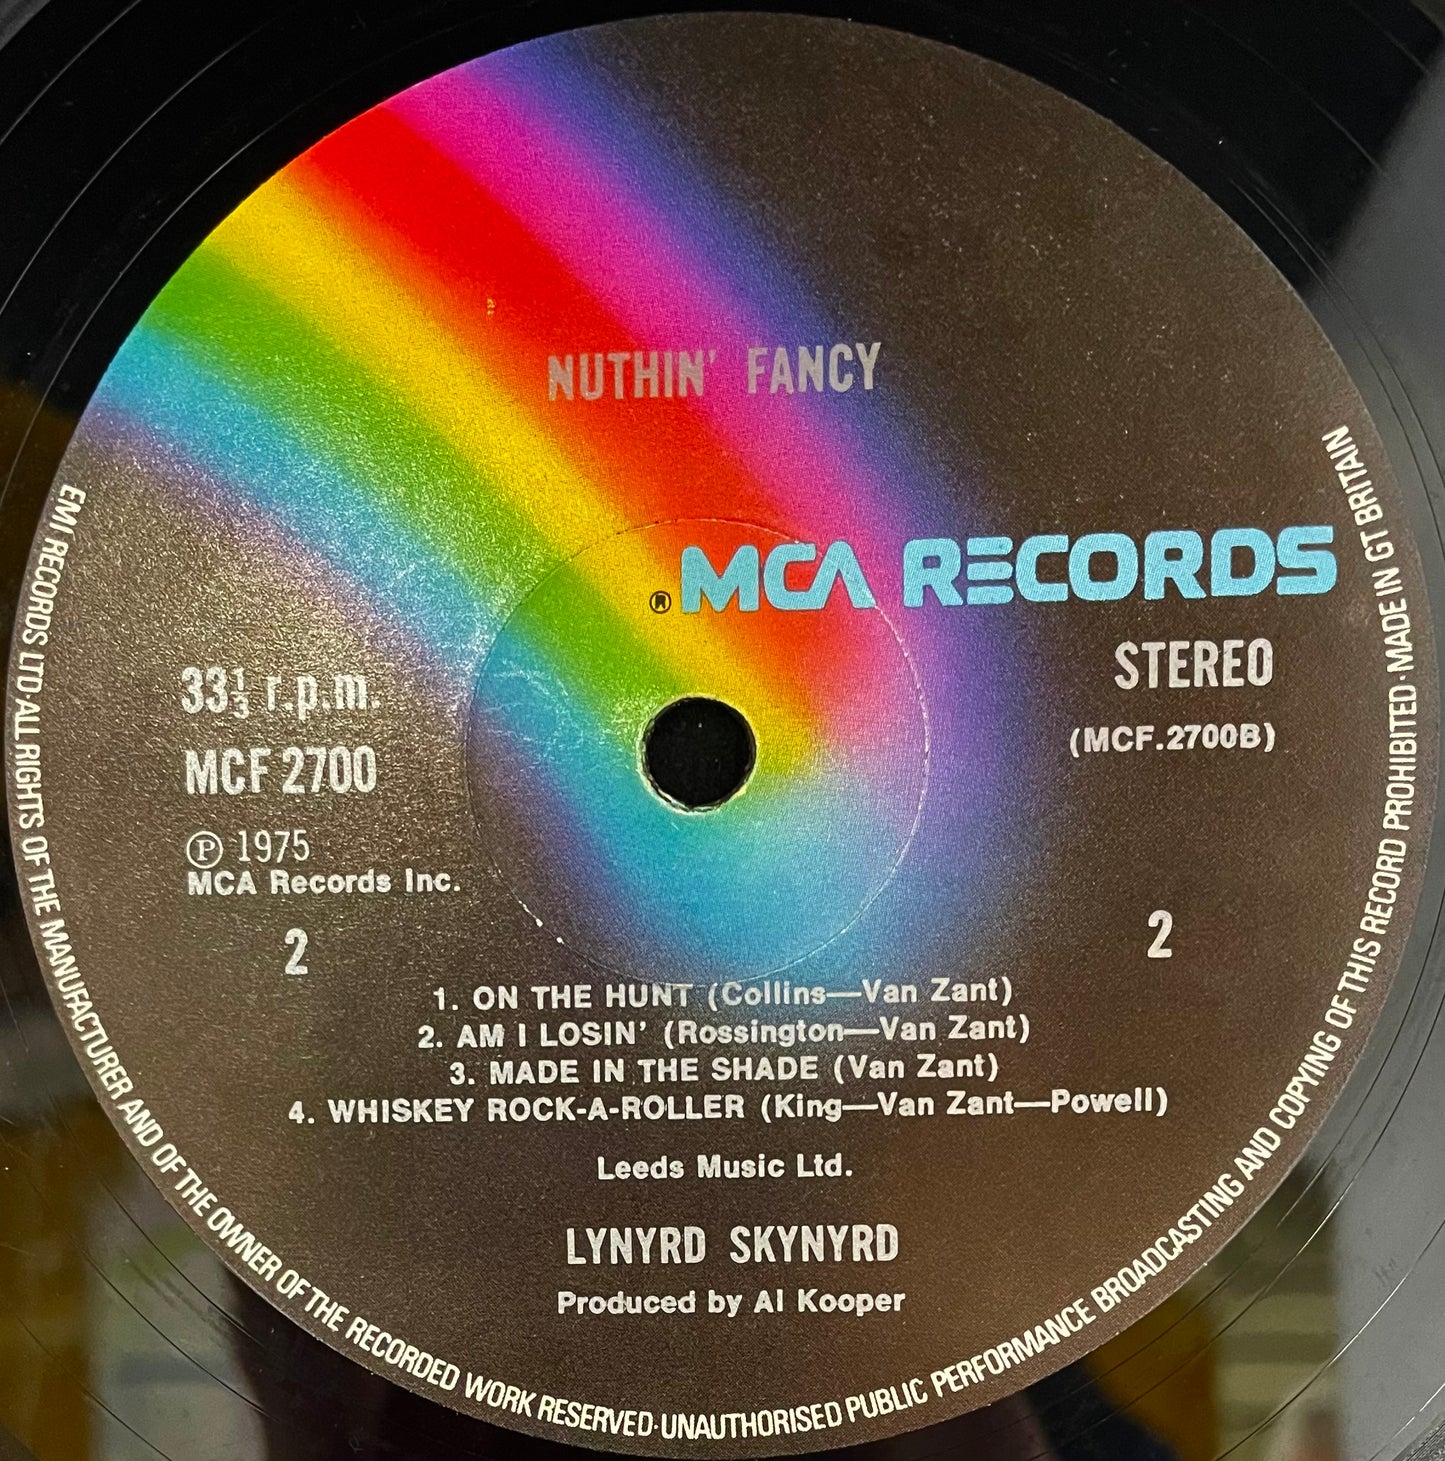 NUTHIN' FANCY
® MCA RECORDS
STEREO
(MCF.2700B)
33⅓ r.p.m.
MCF 2700
Ⓟ 1975
MCA Records Inc.
2
2
1. ON THE HUNT (Collins—Van Zant)
2. AM I LOSIN' (Rossington—Van Zant)
3. MADE IN THE SHADE (Van Zant)
4. WHISKEY ROCK-A-ROLLER (King—Van Zant—Powell)
Leeds Music Ltd.
LYNYRD SKYNYRD
Produced by Al Kooper
EMI RECORDS LTD·ALL RIGHTS OF THE MANUFACTURER AND OF THE OWNER OF THE RECORDED WORK RESERVED·UNAUTHORISED PUBLIC PERFORMANCE BROADCASTING AND COPYING OF THIS RECORD PROHIBITED·MADE IN GT BRITAIN